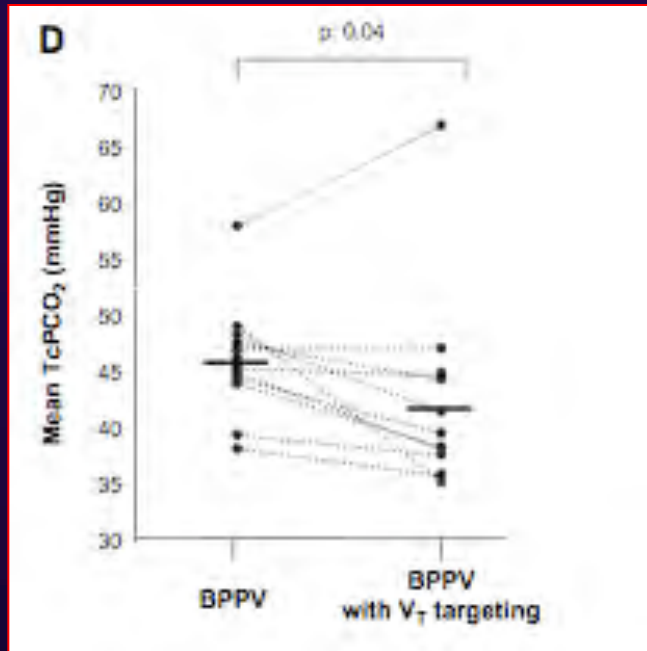 D
p: 0.04
Mean TcPCO₂ (mmHg)
70
65
60
55
50
45
40
35
30
BPPV
BPPV
with V_T targeting